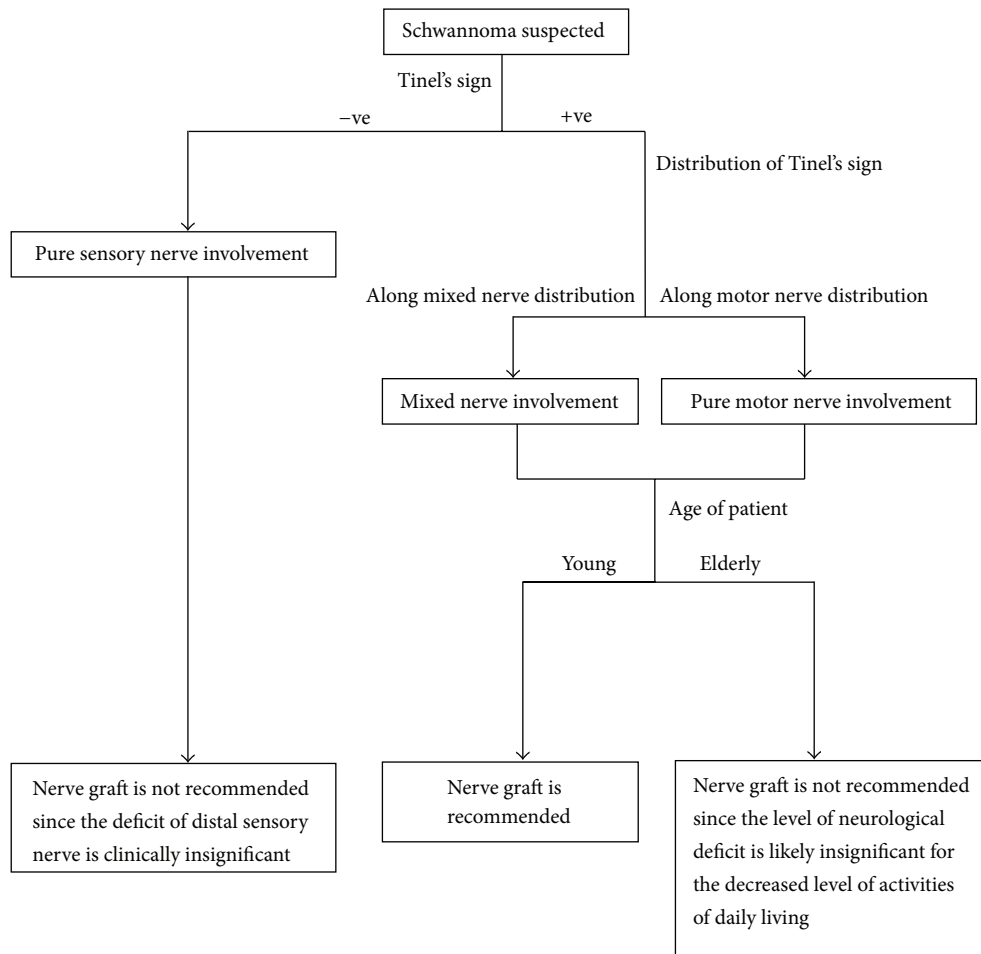 Schwannoma suspected
Tinel's sign
−ve
+ve
Distribution of Tinel's sign
Pure sensory nerve involvement
Along mixed nerve distribution
Along motor nerve distribution
Mixed nerve involvement
Pure motor nerve involvement
Age of patient
Young
Elderly
Nerve graft is not recommended
since the deficit of distal sensory
nerve is clinically insignificant
Nerve graft is
recommended
Nerve graft is not recommended
since the level of neurological
deficit is likely insignificant for
the decreased level of activities
of daily living